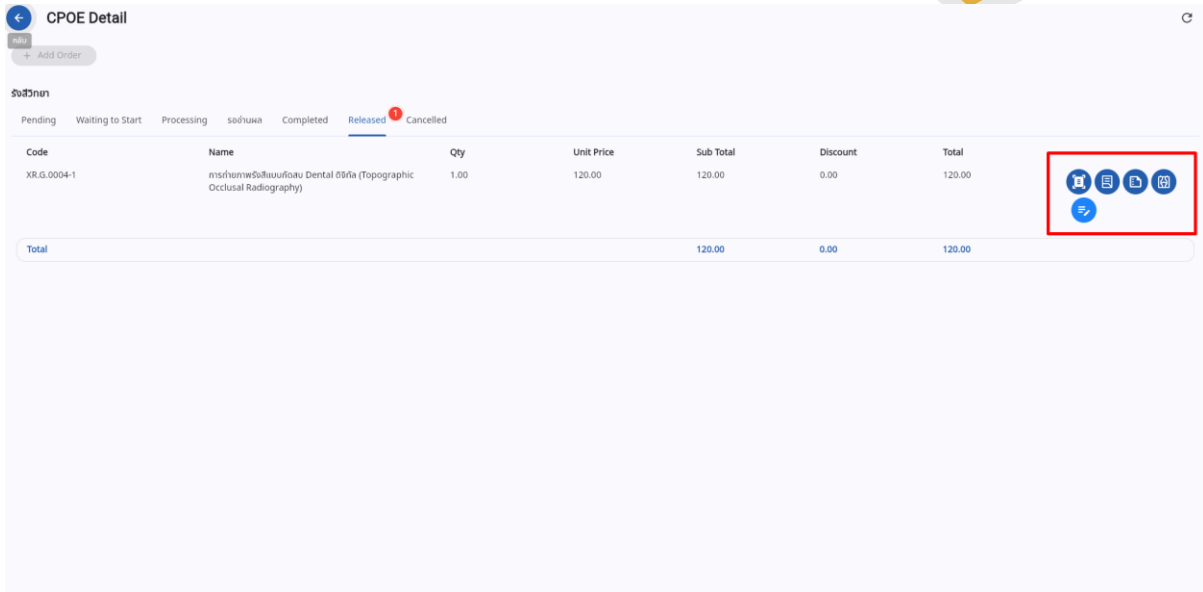 CPOE Detail
กลับ
+ Add Order
รังสีวิทยา
Pending Waiting to Start Processing รออ่านผล Completed Released 1 Cancelled
Code Name Qty Unit Price Sub Total Discount Total
XR.G.0004-1 การถ่ายภาพรังสีแบบกัดสบ Dental ดิจิทัล (Topographic 1.00 120.00 120.00 0.00 120.00
Occlusal Radiography)
Total 120.00 0.00 120.00